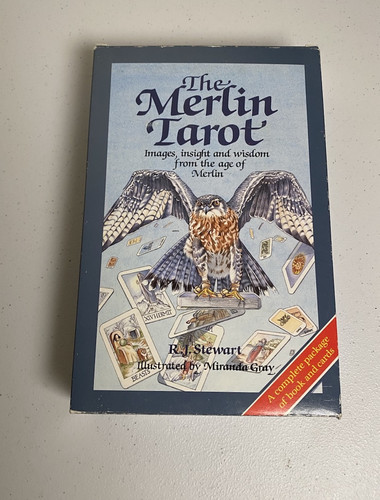 The
Merlin
Tarot
Images, insight and wisdom
from the age of
Merlin
R.J. Stewart
Illustrated by Miranda Gray
A complete package
of book and cards
BEASTS